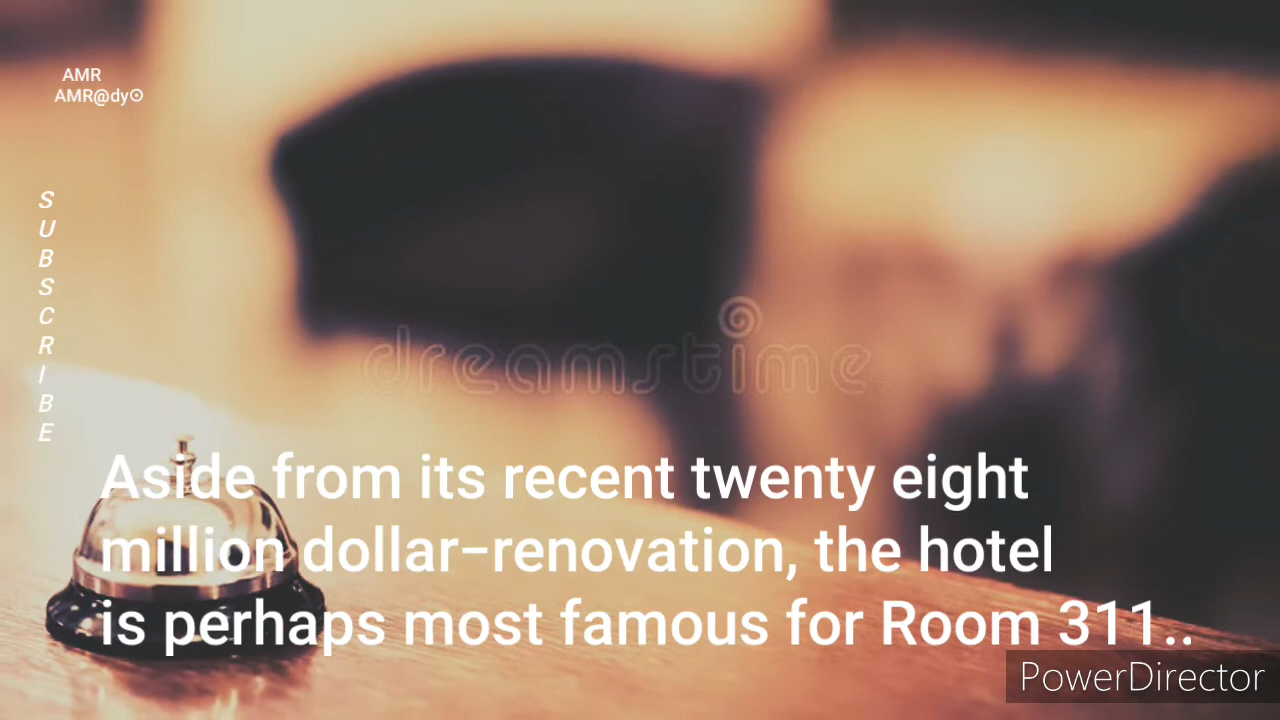 AMR
AMR@dy⊙
S
U
B
S
C
R
I
B
E
dreamstime
Aside from its recent twenty eight
million dollar-renovation, the hotel
is perhaps most famous for Room 311..
PowerDirector